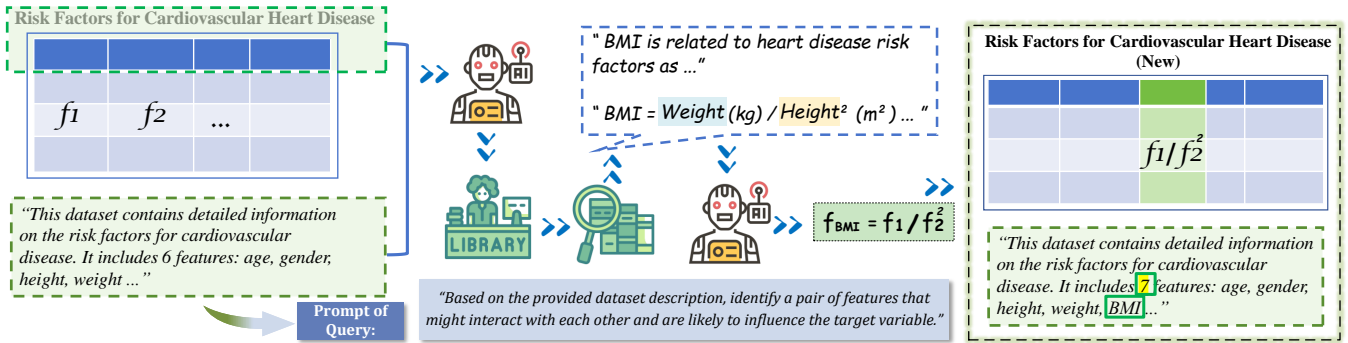 Risk Factors for Cardiovascular Heart Disease
f1 f2 ...
“This dataset contains detailed information
on the risk factors for cardiovascular
disease. It includes 6 features: age, gender,
height, weight ...”
Prompt of
Query:
AI
LIBRARY
“ BMI is related to heart disease risk
factors as …”
“ BMI = Weight (kg) / Height² (m²) … ”
AI
f_BMI = f1/f2²
“Based on the provided dataset description, identify a pair of features that
might interact with each other and are likely to influence the target variable.”
Risk Factors for Cardiovascular Heart Disease
(New)
f1/f2²
“This dataset contains detailed information
on the risk factors for cardiovascular
disease. It includes 7 features: age, gender,
height, weight, BMI ...”